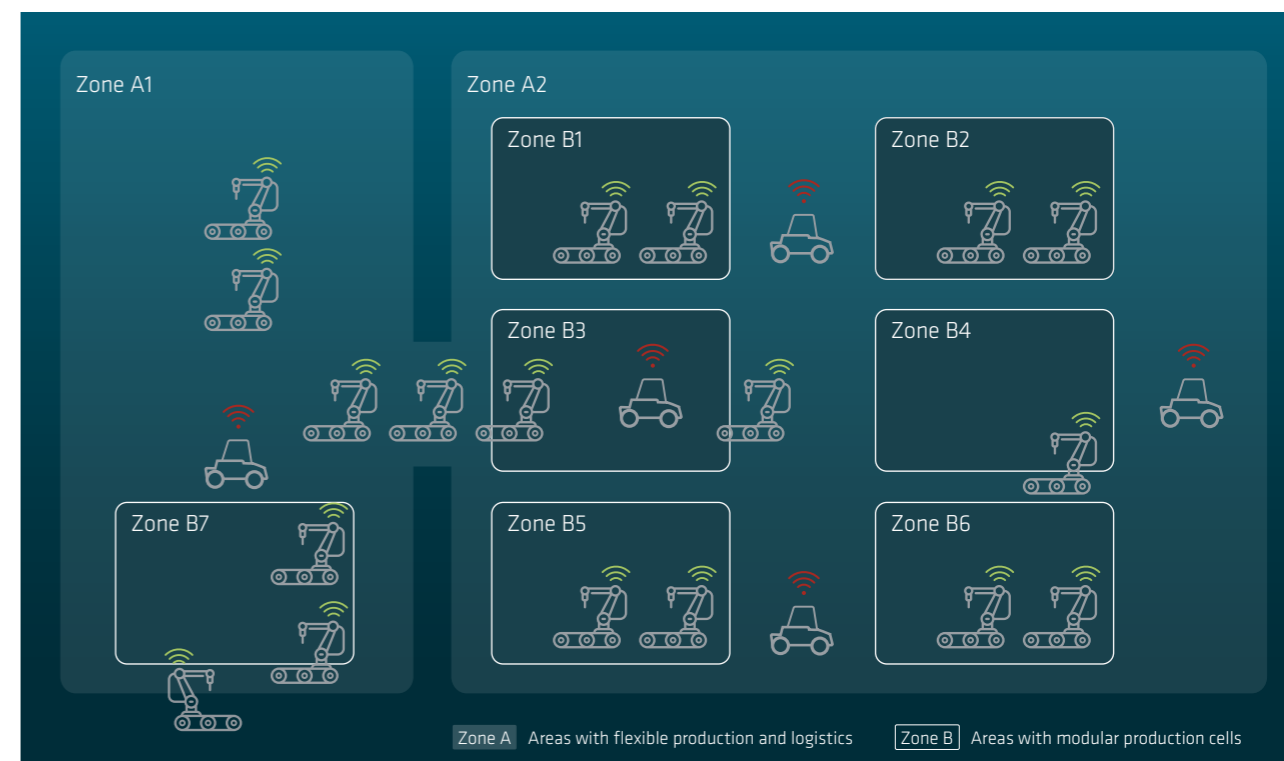 Zone A1
Zone A2
Zone B1
Zone B2
Zone B3
Zone B4
Zone B7
Zone B5
Zone B6
Zone A Areas with flexible production and logistics
Zone B Areas with modular production cells